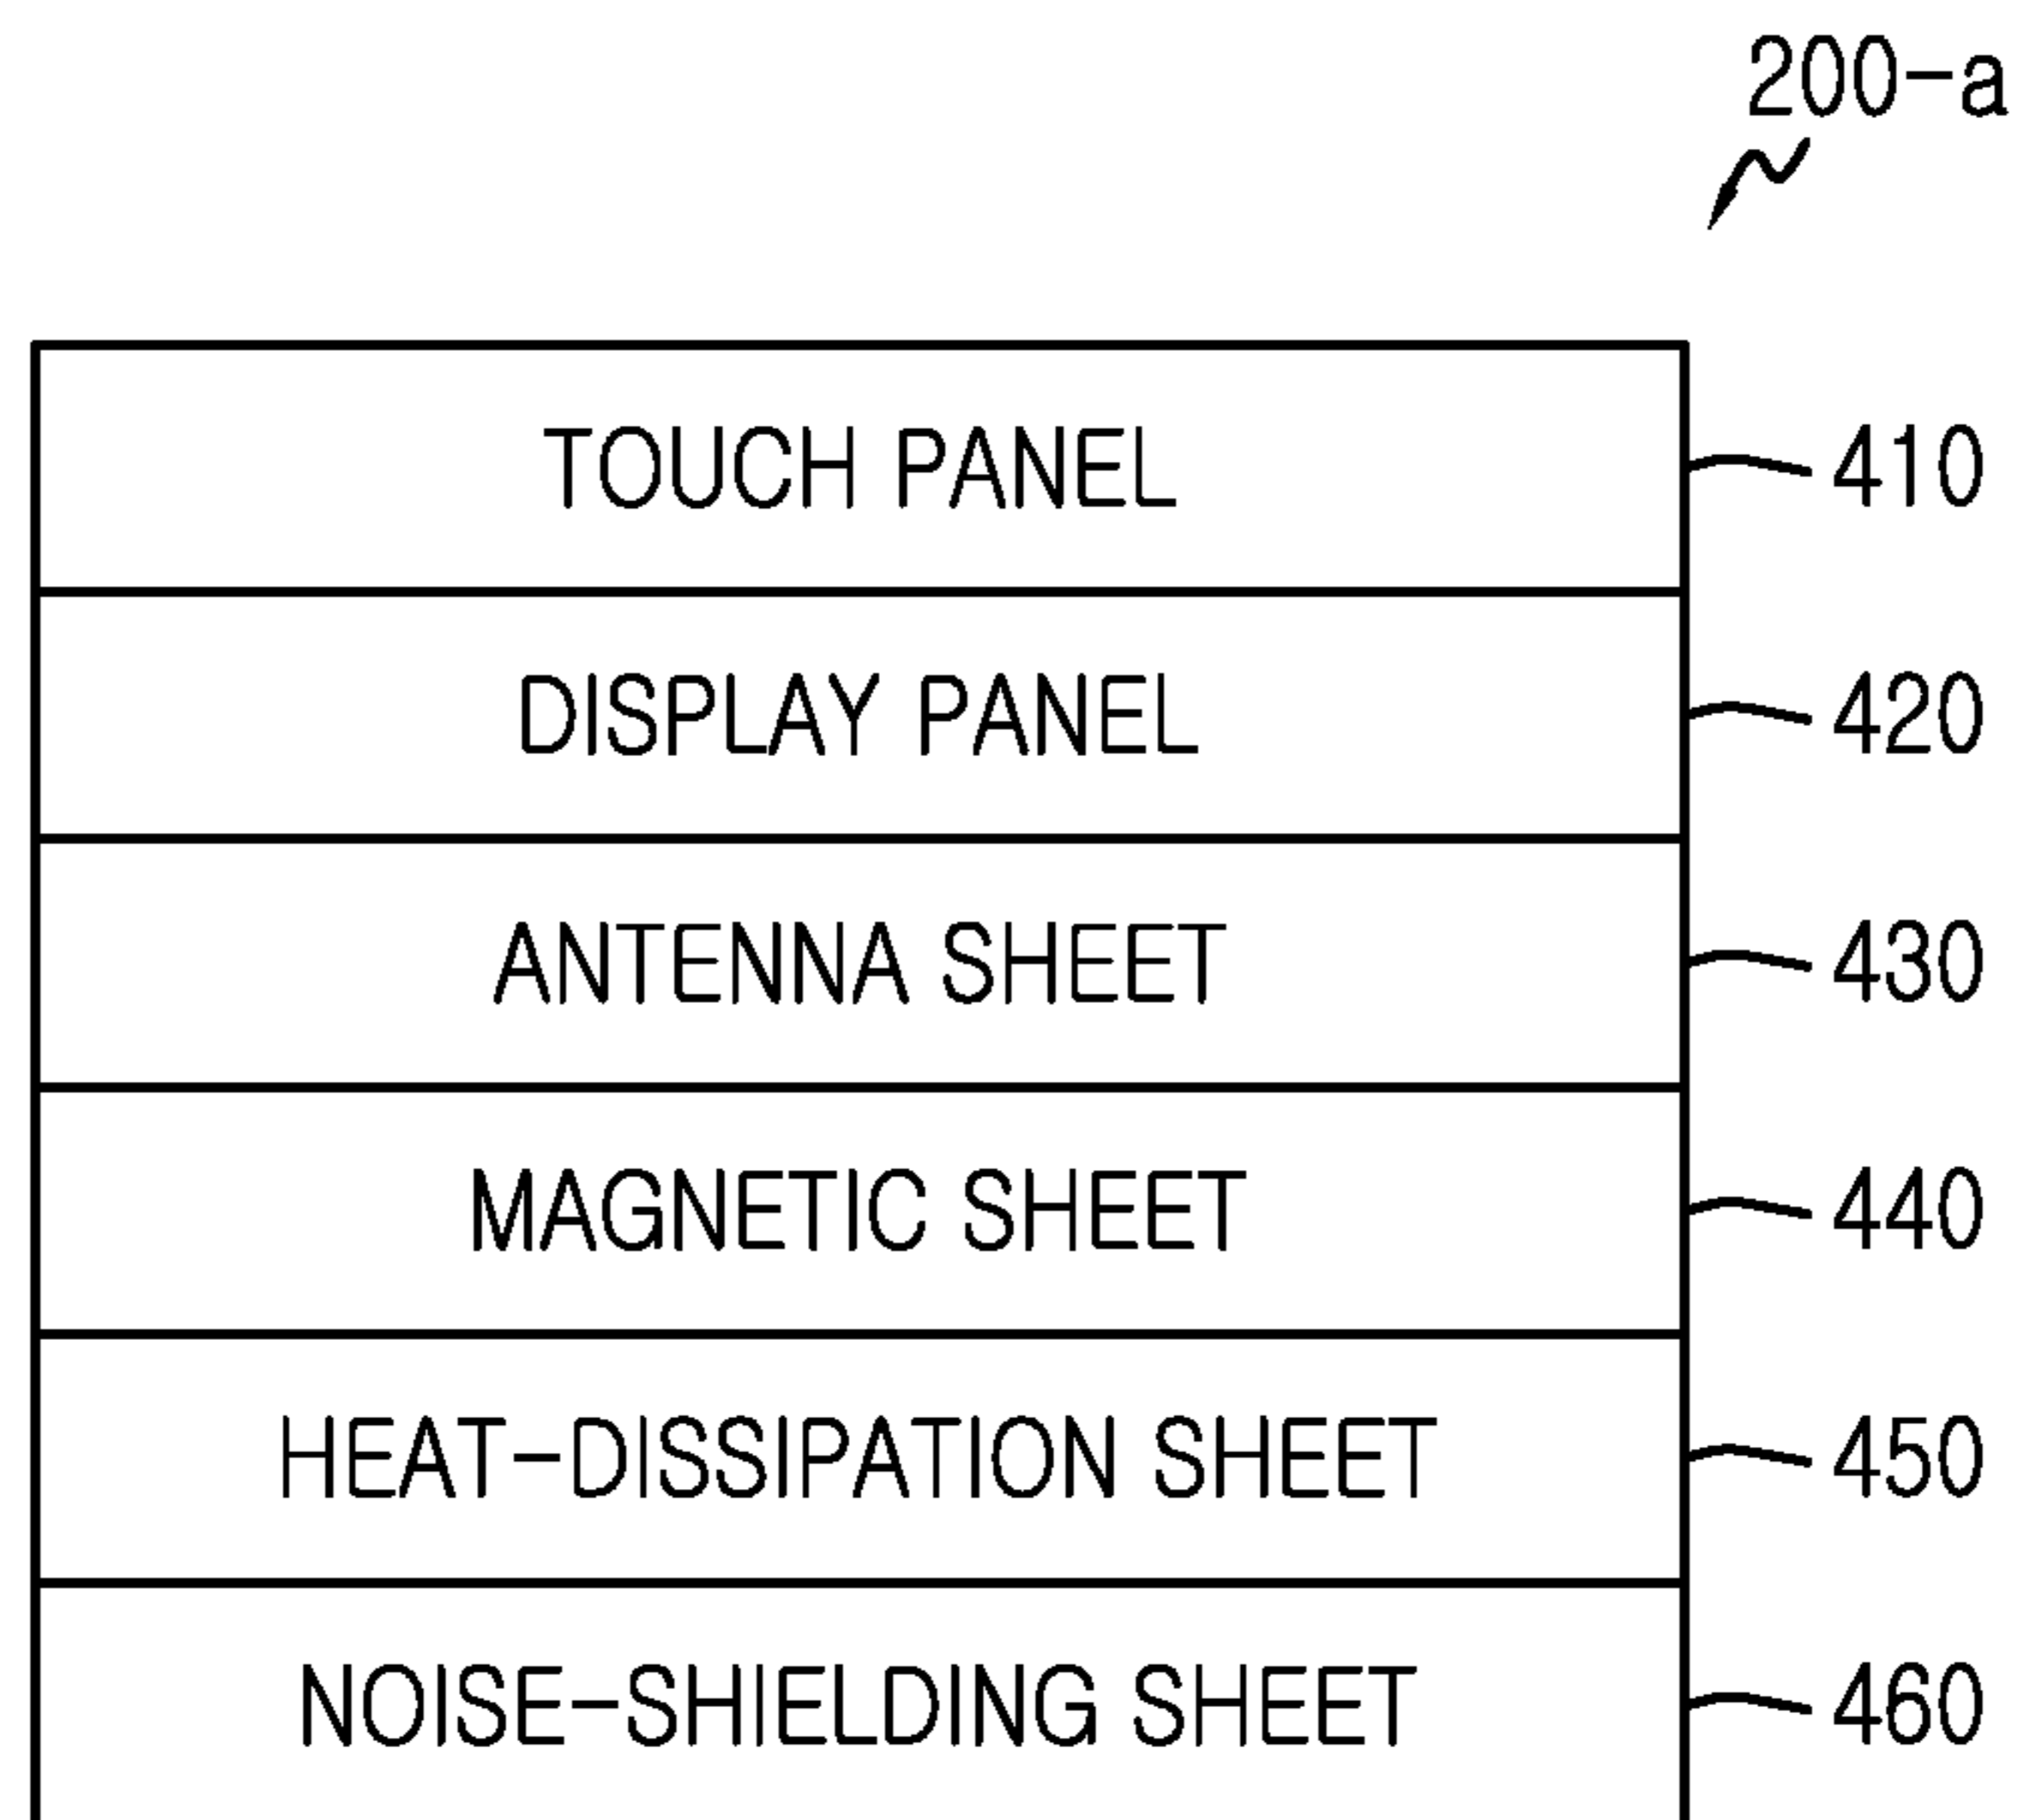 200-a
TOUCH PANEL 410
DISPLAY PANEL 420
ANTENNA SHEET 430
MAGNETIC SHEET 440
HEAT-DISSIPATION SHEET 450
NOISE-SHIELDING SHEET 460